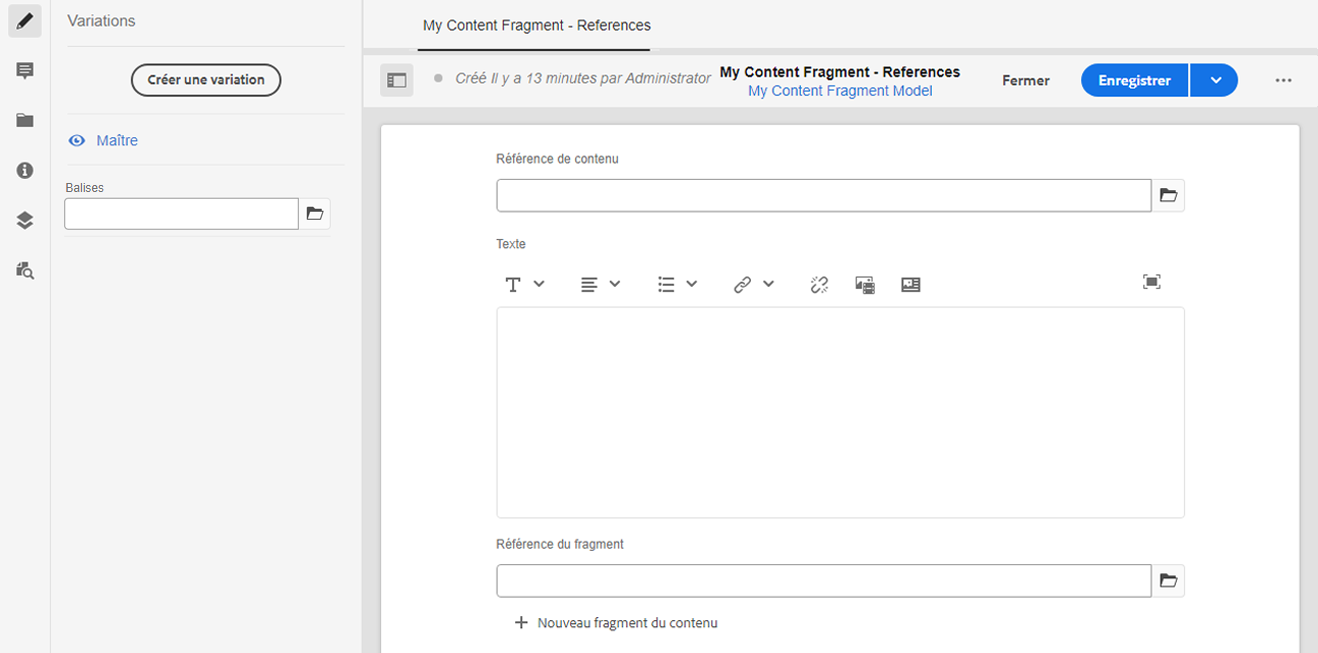 Variations
Créer une variation
Maître
Balises
My Content Fragment - References
Créé Il y a 13 minutes par Administrator
My Content Fragment - References
My Content Fragment Model
Fermer
Enregistrer
Référence de contenu
Texte
Référence du fragment
Nouveau fragment du contenu